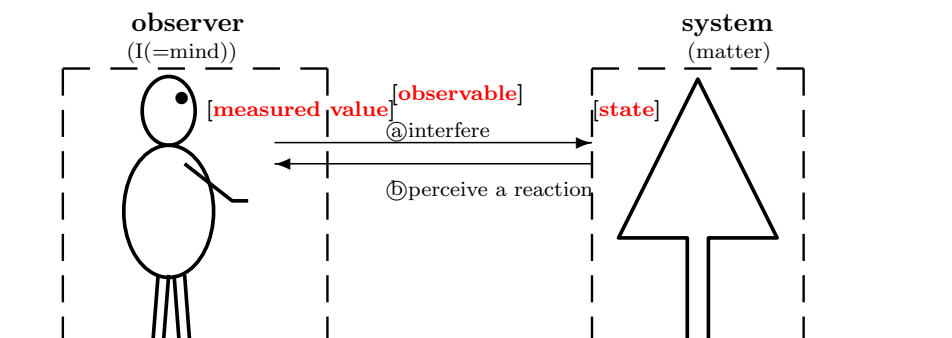 observer
(I(=mind))
system
(matter)
[observable]
[measured value]
[state]
ⓐinterfere
ⓑperceive a reaction